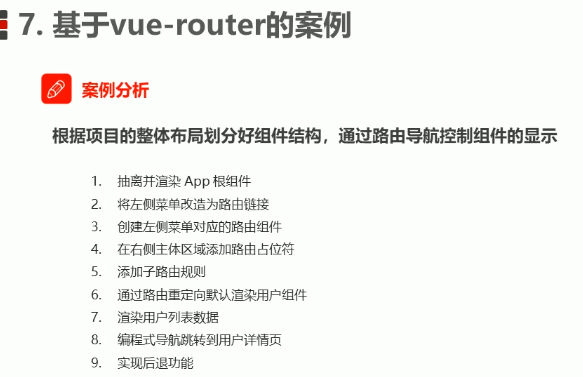 7. 基于vue-router的案例
案例分析
根据项目的整体布局划分好组件结构，通过路由导航控制组件的显示
1. 抽离并渲染 App 根组件
2. 将左侧菜单改造为路由链接
3. 创建左侧菜单对应的路由组件
4. 在右侧主体区域添加路由占位符
5. 添加子路由规则
6. 通过路由重定向默认渲染用户组件
7. 渲染用户列表数据
8. 编程式导航跳转到用户详情页
9. 实现后退功能